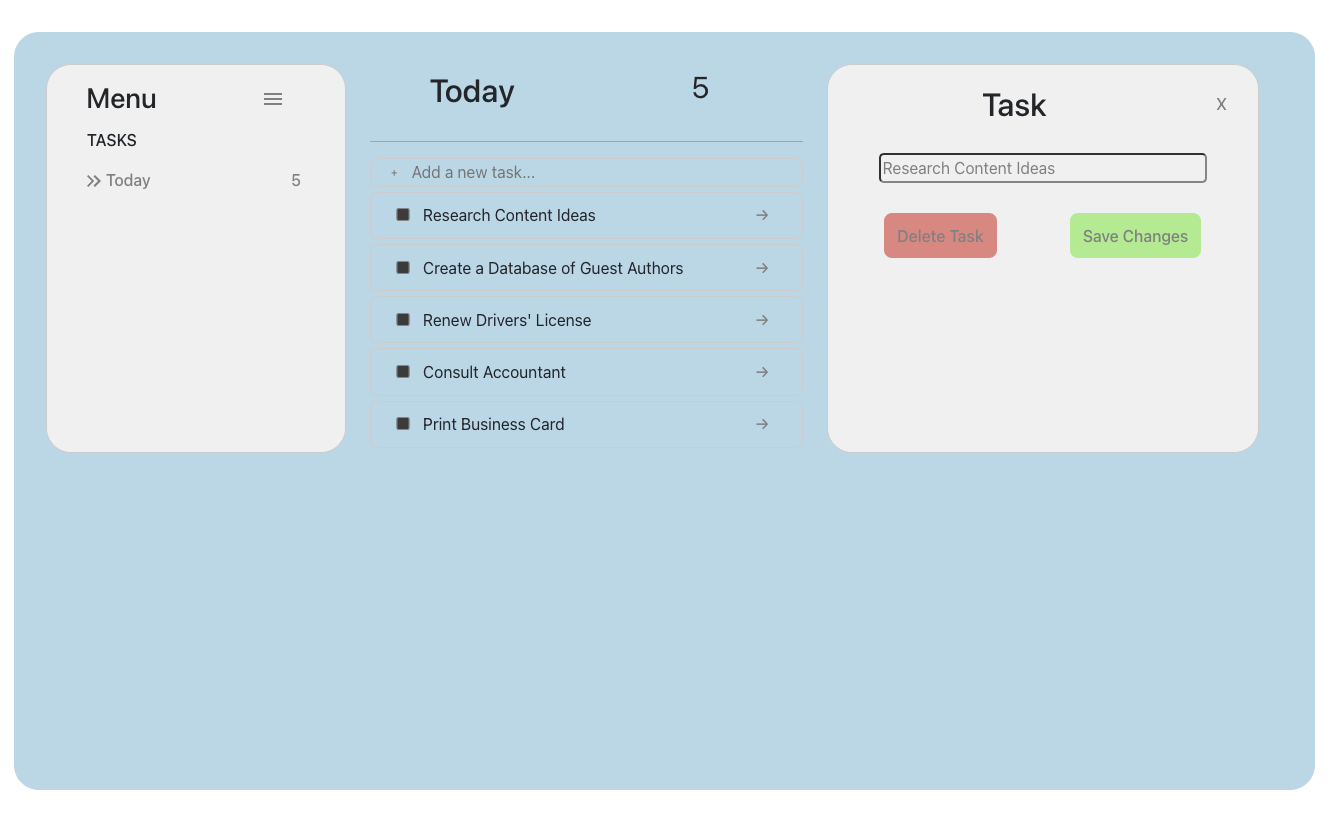 Menu
TASKS
Today 5
Today 5
+ Add a new task...
Research Content Ideas
Create a Database of Guest Authors
Renew Drivers' License
Consult Accountant
Print Business Card
Task X
Research Content Ideas
Delete Task Save Changes